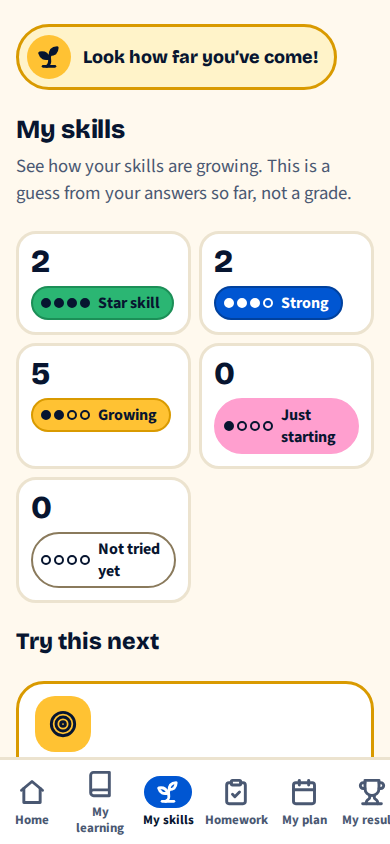 Look how far you've come!
My skills
See how your skills are growing. This is a
guess from your answers so far, not a grade.
2
Star skill
2
Strong
5
Growing
0
Just
starting
0
Not tried
yet
Try this next
Home
My
learning
My skills
Homework
My plan
My resul